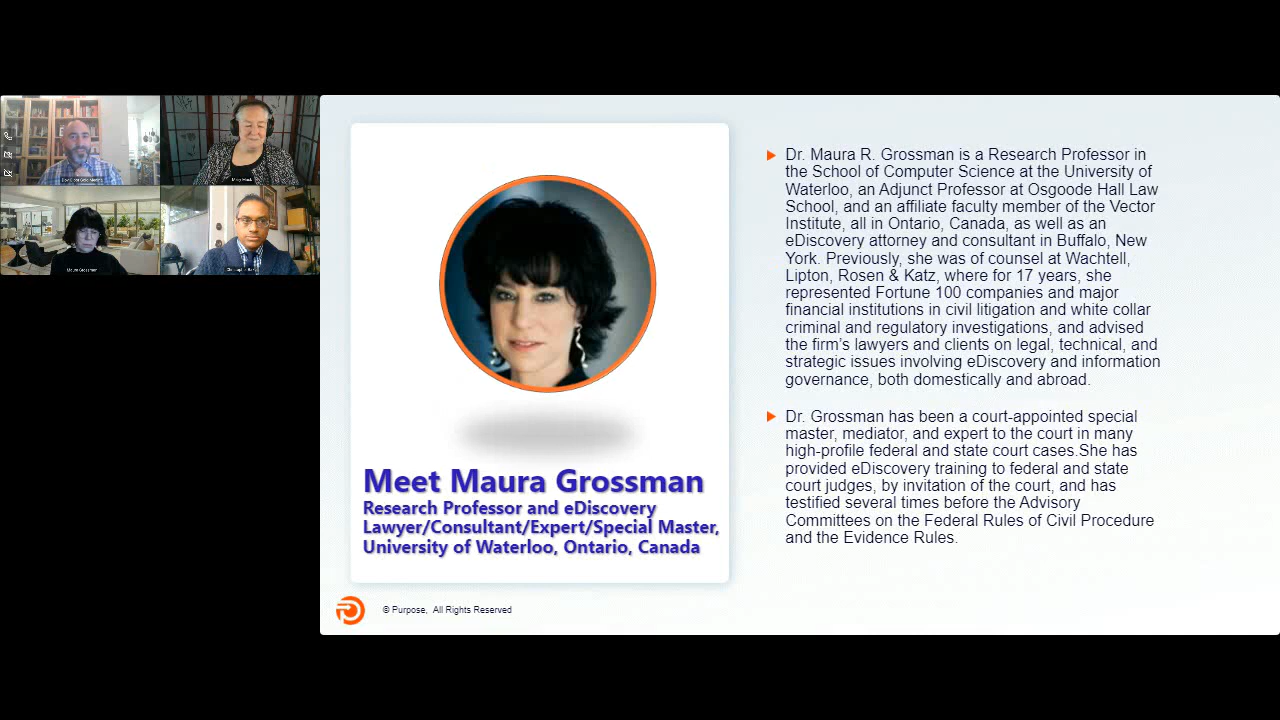 Mary Mack
Maura Grossman
Meet Maura Grossman
Research Professor and eDiscovery
Lawyer/Consultant/Expert/Special Master,
University of Waterloo, Ontario, Canada
Dr. Maura R. Grossman is a Research Professor in
the School of Computer Science at the University of
Waterloo, an Adjunct Professor at Osgoode Hall Law
School, and an affiliate faculty member of the Vector
Institute, all in Ontario, Canada, as well as an
eDiscovery attorney and consultant in Buffalo, New
York. Previously, she was of counsel at Wachtell,
Lipton, Rosen & Katz, where for 17 years, she
represented Fortune 100 companies and major
financial institutions in civil litigation and white collar
criminal and regulatory investigations, and advised
the firm's lawyers and clients on legal, technical, and
strategic issues involving eDiscovery and information
governance, both domestically and abroad.
Dr. Grossman has been a court-appointed special
master, mediator, and expert to the court in many
high-profile federal and state court cases.She has
provided eDiscovery training to federal and state
court judges, by invitation of the court, and has
testified several times before the Advisory
Committees on the Federal Rules of Civil Procedure
and the Evidence Rules.
© Purpose, All Rights Reserved